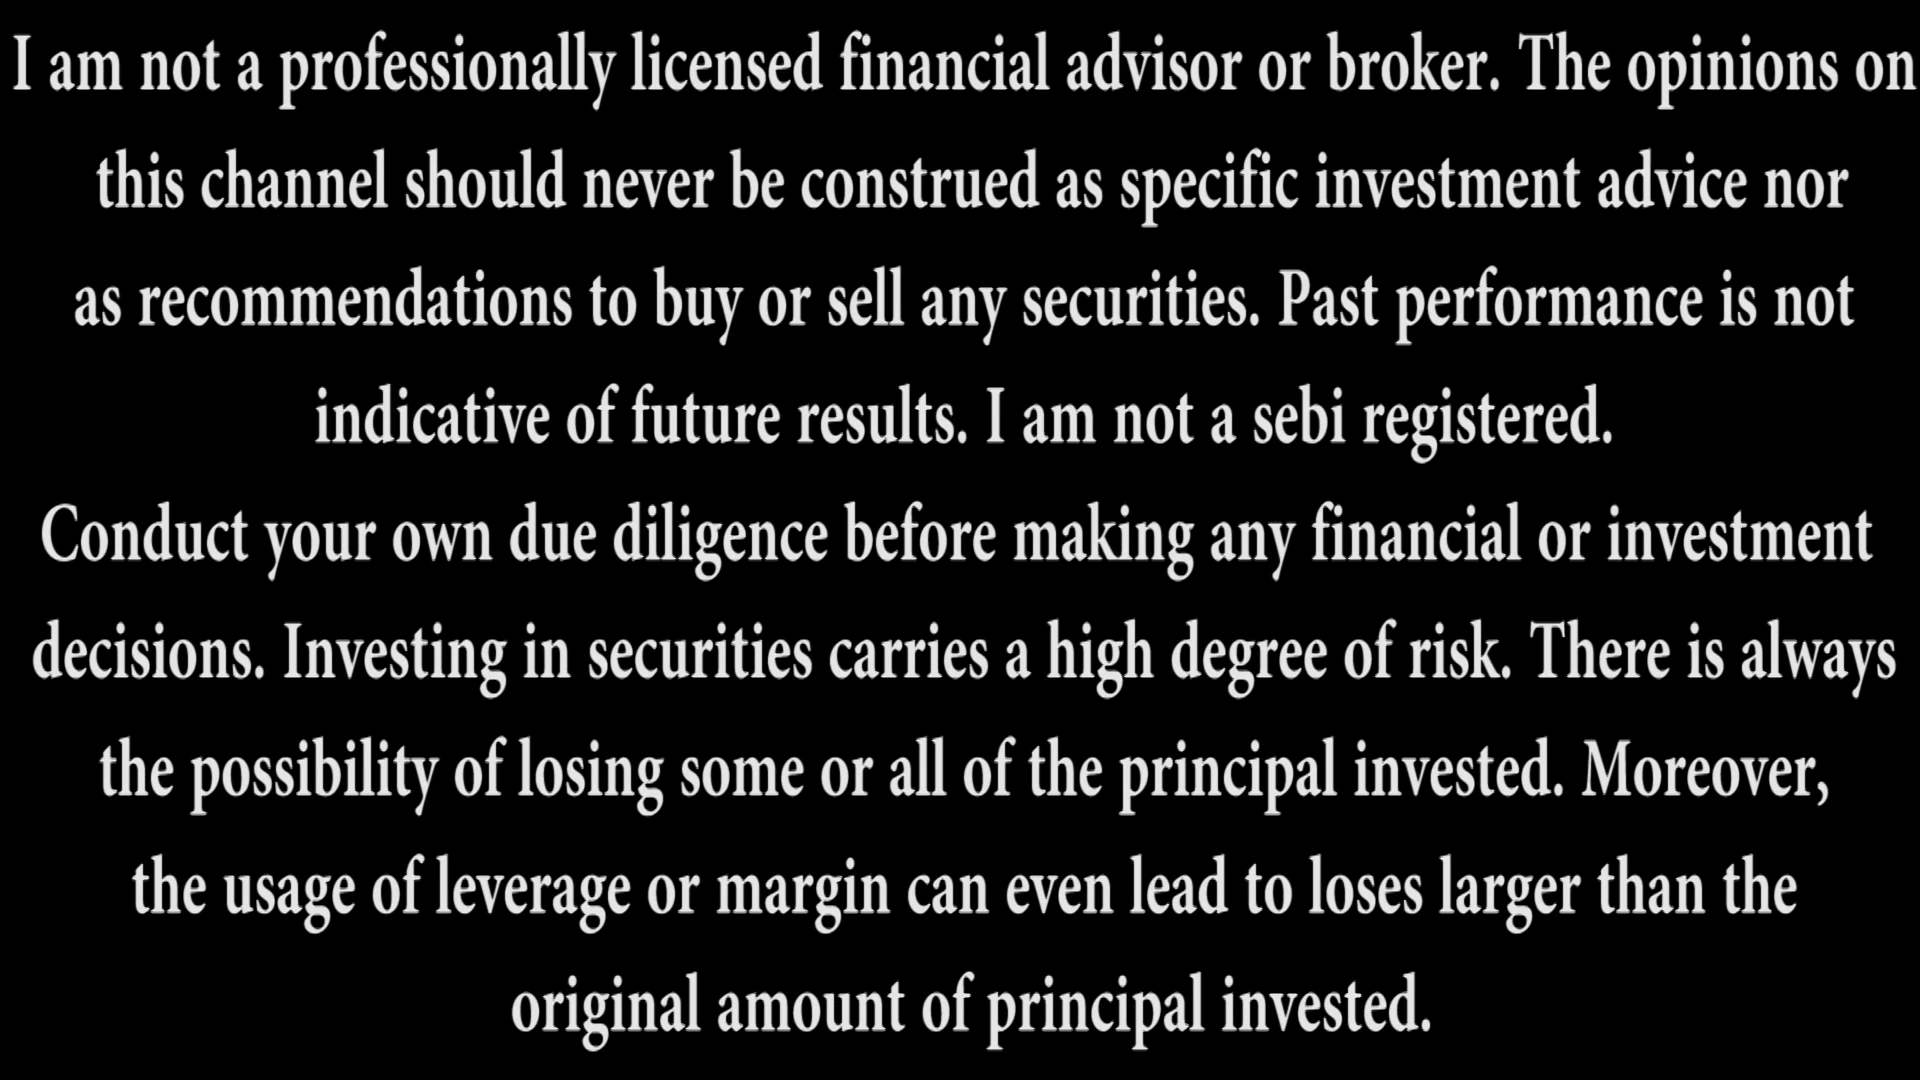 I am not a professionally licensed financial advisor or broker. The opinions on
this channel should never be construed as specific investment advice nor
as recommendations to buy or sell any securities. Past performance is not
indicative of future results. I am not a sebi registered.
Conduct your own due diligence before making any financial or investment
decisions. Investing in securities carries a high degree of risk. There is always
the possibility of losing some or all of the principal invested. Moreover,
the usage of leverage or margin can even lead to loses larger than the
original amount of principal invested.